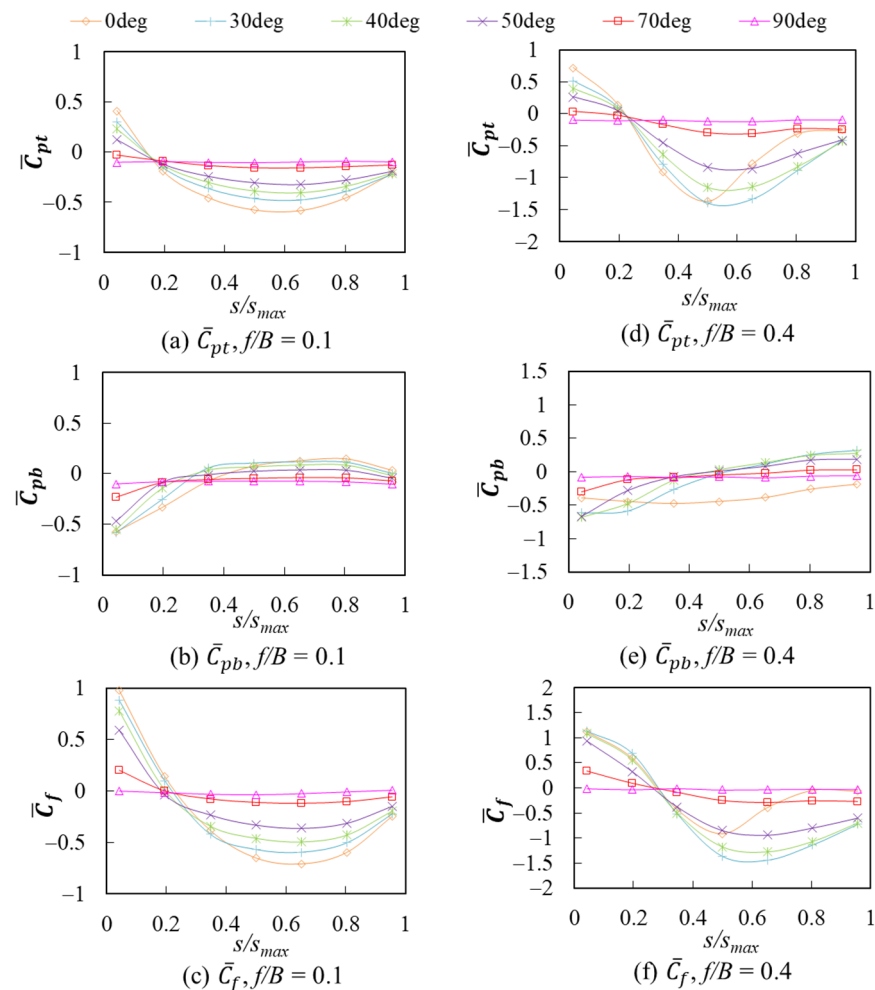 0deg 30deg 40deg 50deg 70deg 90deg
1
0.5
0
−0.5
−1
C̅pt
0 0.2 0.4 0.6 0.8 1
s/smax
(a) C̄pt, f/B = 0.1
1
0.5
0
−0.5
−1
−1.5
−2
C̅pt
0 0.2 0.4 0.6 0.8 1
s/smax
(d) C̄pt, f/B = 0.4
1
0.5
0
−0.5
−1
C̅pb
0 0.2 0.4 0.6 0.8 1
s/smax
(b) C̄pb, f/B = 0.1
1.5
1
0.5
0
−0.5
−1
−1.5
C̅pb
0 0.2 0.4 0.6 0.8 1
s/smax
(e) C̄pb, f/B = 0.4
1
0.5
0
−0.5
−1
C̅f
0 0.2 0.4 0.6 0.8 1
s/smax
(c) C̄f, f/B = 0.1
2
1.5
1
0.5
0
−0.5
−1
−1.5
−2
C̅f
0 0.2 0.4 0.6 0.8 1
s/smax
(f) C̄f, f/B = 0.4